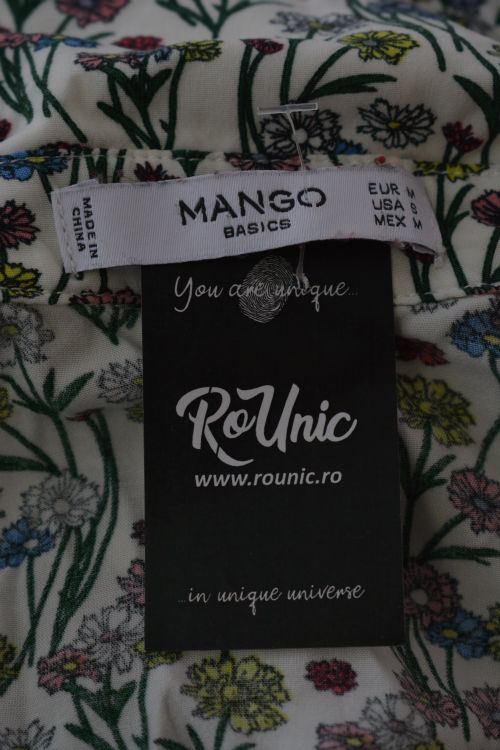 MADE IN
CHINA
MANGO
BASICS
EUR M
USA S
MEX M
You are unique...
RoUnic
www.rounic.ro
...in unique universe